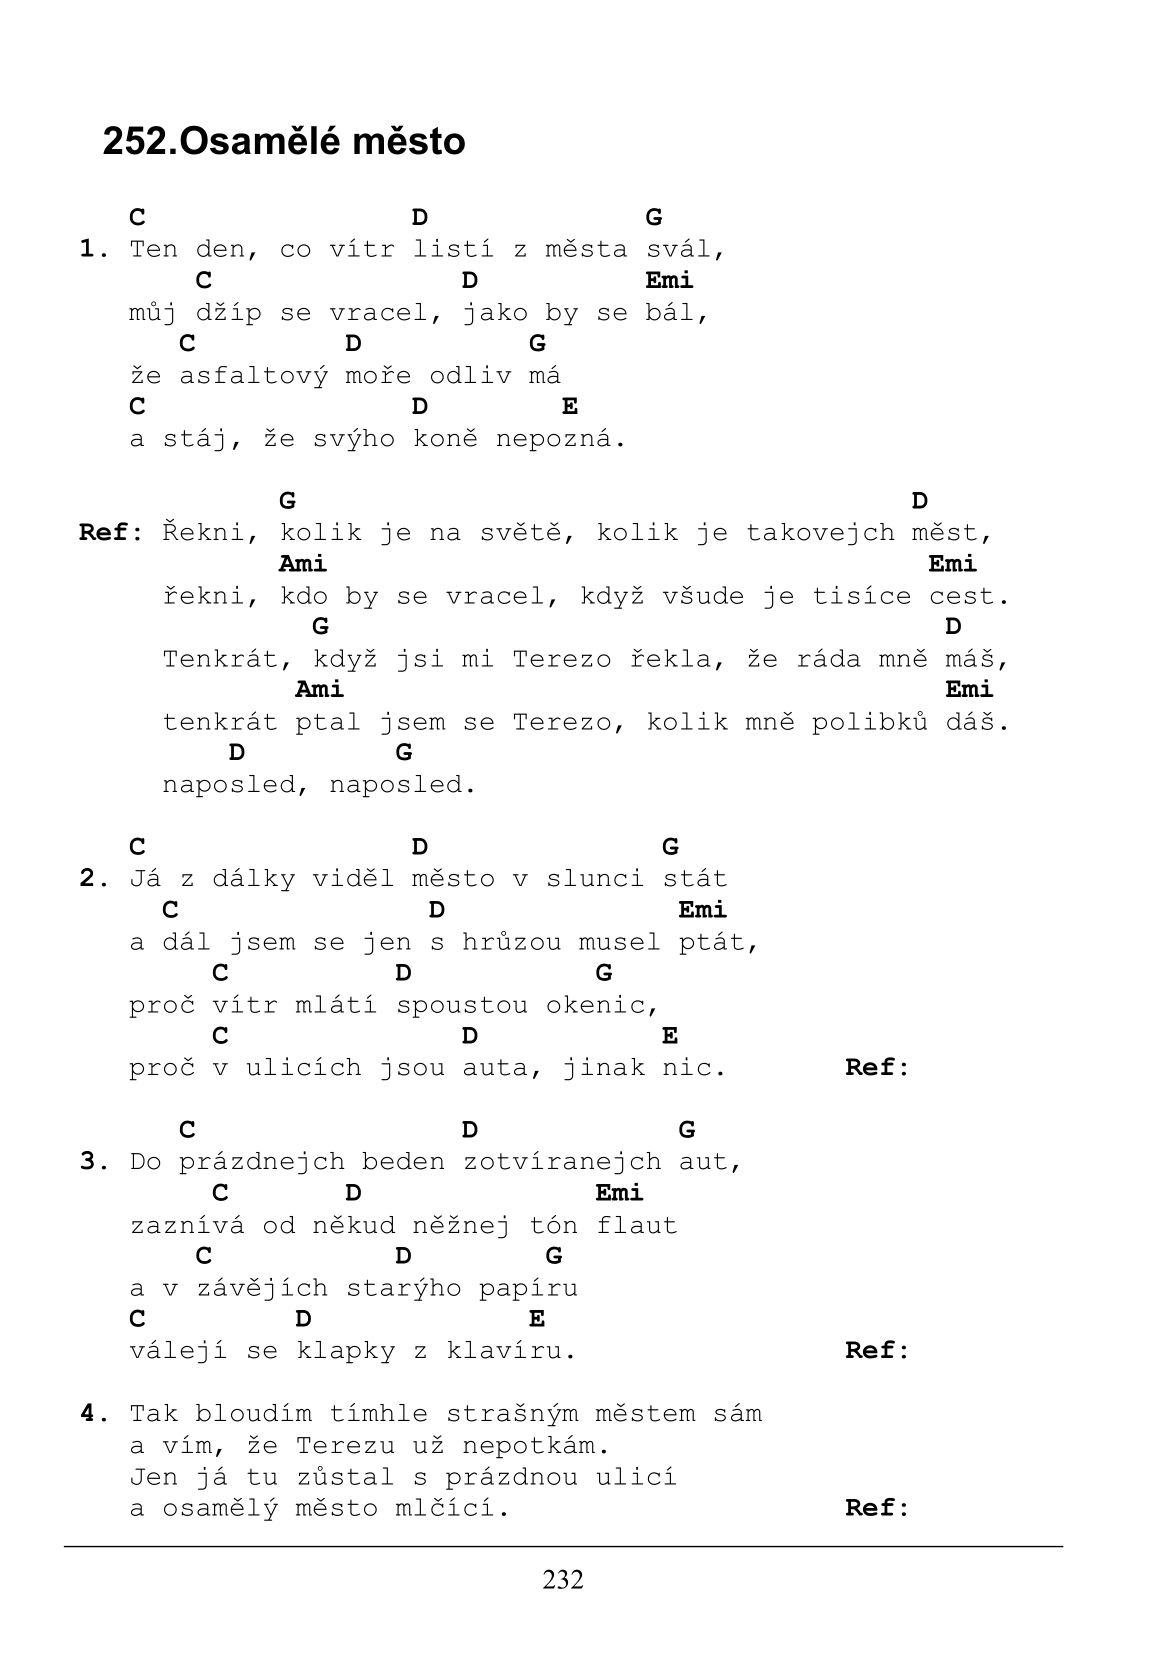 252.Osamělé město
C D G
1. Ten den, co vítr listí z města svál,
C D Emi
můj džíp se vracel, jako by se bál,
C D G
že asfaltový moře odliv má
C D E
a stáj, že svýho koně nepozná.
G D
Ref: Řekni, kolik je na světě, kolik je takovejch měst,
Ami Emi
řekni, kdo by se vracel, když všude je tisíce cest.
G D
Tenkrát, když jsi mi Terezo řekla, že ráda mně máš,
Ami Emi
tenkrát ptal jsem se Terezo, kolik mně polibků dáš.
D G
naposled, naposled.
C D G
2. Já z dálky viděl město v slunci stát
C D Emi
a dál jsem se jen s hrůzou musel ptát,
C D G
proč vítr mlátí spoustou okenic,
C D E
proč v ulicích jsou auta, jinak nic. Ref:
C D G
3. Do prázdnejch beden zotvíranejch aut,
C D Emi
zaznívá od někud něžnej tón flaut
C D G
a v závějích starýho papíru
C D E
válejí se klapky z klavíru. Ref:
4. Tak bloudím tímhle strašným městem sám
a vím, že Terezu už nepotkám.
Jen já tu zůstal s prázdnou ulicí
a osamělý město mlčící. Ref:
232